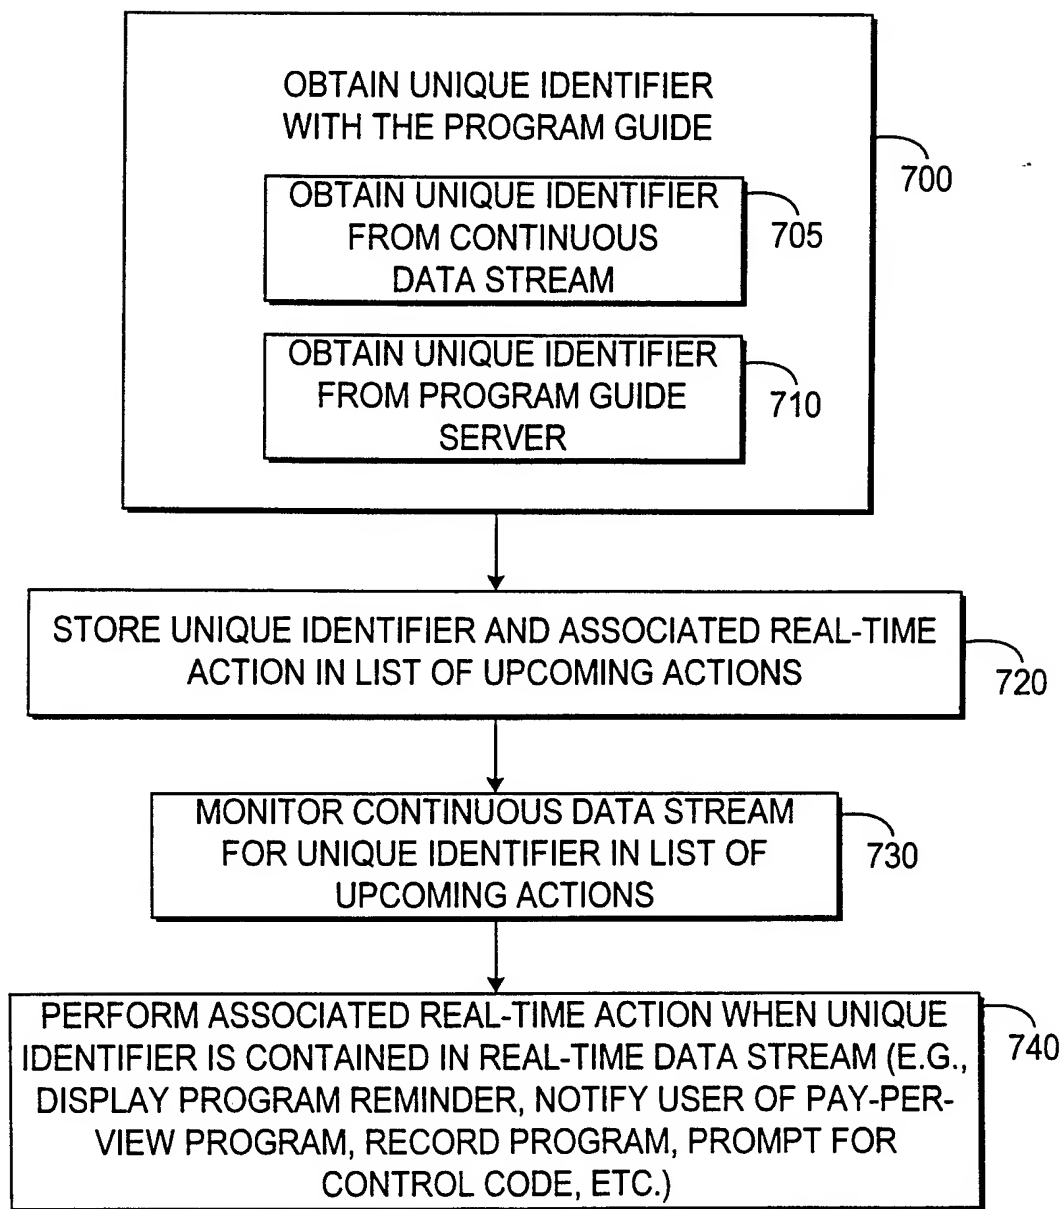 OBTAIN UNIQUE IDENTIFIER
WITH THE PROGRAM GUIDE
700
OBTAIN UNIQUE IDENTIFIER
FROM CONTINUOUS
DATA STREAM
705
OBTAIN UNIQUE IDENTIFIER
FROM PROGRAM GUIDE
SERVER
710
STORE UNIQUE IDENTIFIER AND ASSOCIATED REAL-TIME
ACTION IN LIST OF UPCOMING ACTIONS
720
MONITOR CONTINUOUS DATA STREAM
FOR UNIQUE IDENTIFIER IN LIST OF
UPCOMING ACTIONS
730
PERFORM ASSOCIATED REAL-TIME ACTION WHEN UNIQUE
IDENTIFIER IS CONTAINED IN REAL-TIME DATA STREAM (E.G.,
DISPLAY PROGRAM REMINDER, NOTIFY USER OF PAY-PER-
VIEW PROGRAM, RECORD PROGRAM, PROMPT FOR
CONTROL CODE, ETC.)
740